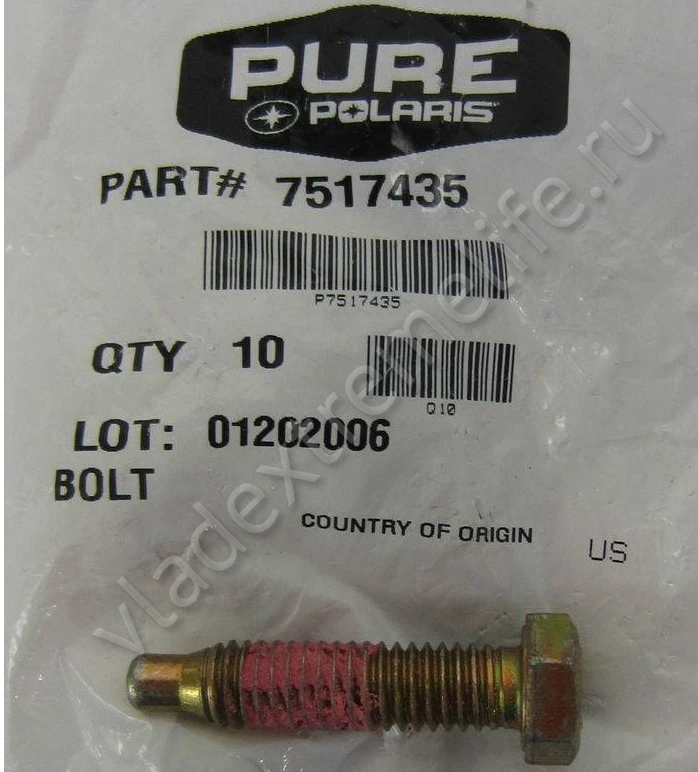 PURE
POLARIS
PART# 7517435
P7517435
QTY 10
Q10
LOT: 01202006
BOLT
COUNTRY OF ORIGIN US
vladextremelife.ru